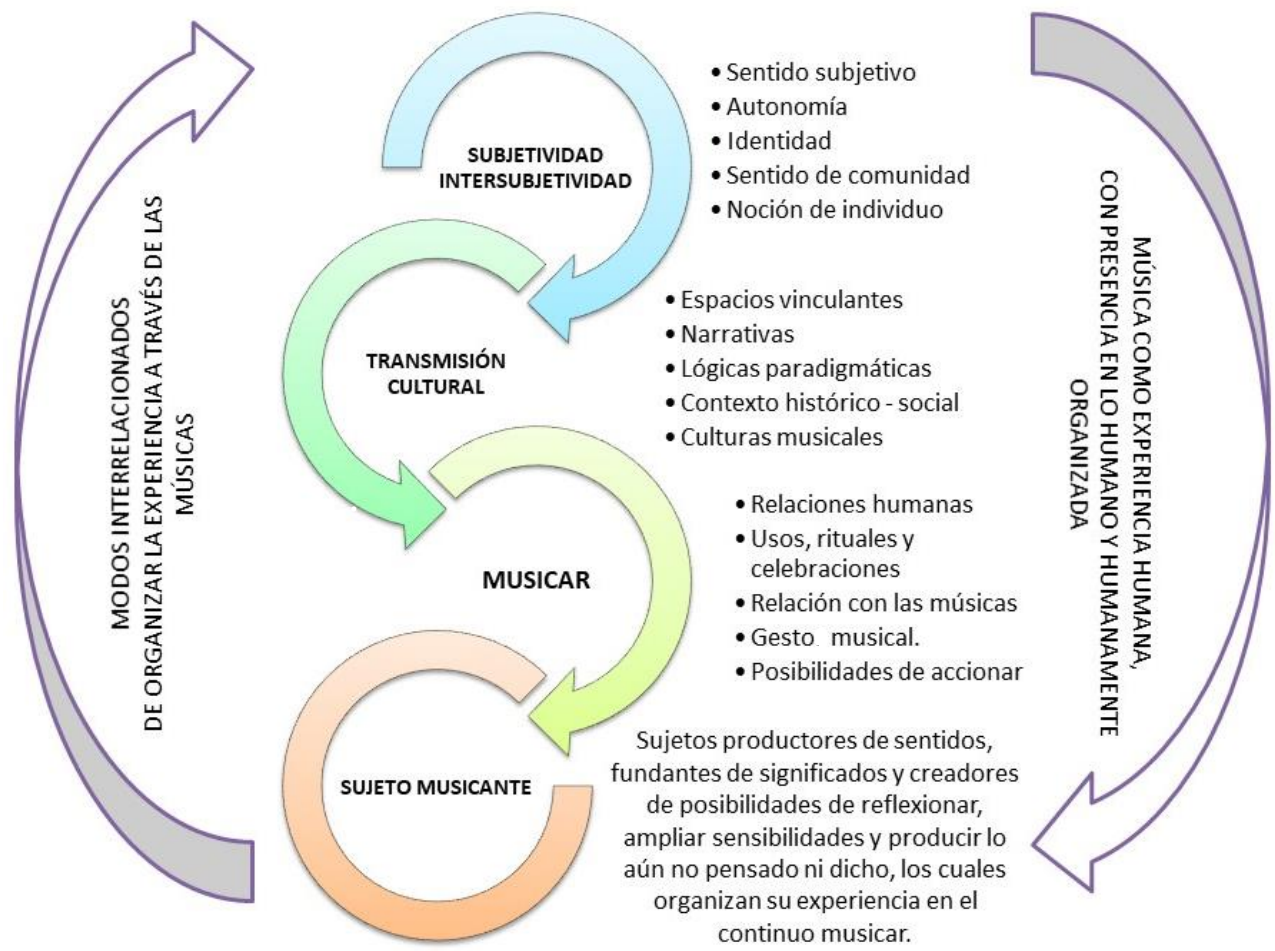 MODOS INTERRELACIONADOS
DE ORGANIZAR LA EXPERIENCIA A TRAVÉS DE LAS
MÚSICAS
SUBJETIVIDAD
INTERSUBJETIVIDAD
• Sentido subjetivo
• Autonomía
• Identidad
• Sentido de comunidad
• Noción de individuo
TRANSMISIÓN
CULTURAL
• Espacios vinculantes
• Narrativas
• Lógicas paradigmáticas
• Contexto histórico - social
• Culturas musicales
MUSICAR
• Relaciones humanas
• Usos, rituales y
celebraciones
• Relación con las músicas
• Gesto musical.
• Posibilidades de accionar
SUJETO MUSICANTE
Sujetos productores de sentidos,
fundantes de significados y creadores
de posibilidades de reflexionar,
ampliar sensibilidades y producir lo
aún no pensado ni dicho, los cuales
organizan su experiencia en el
continuo musicar.
MÚSICA COMO EXPERIENCIA HUMANA,
CON PRESENCIA EN LO HUMANO Y HUMANAMENTE
ORGANIZADA